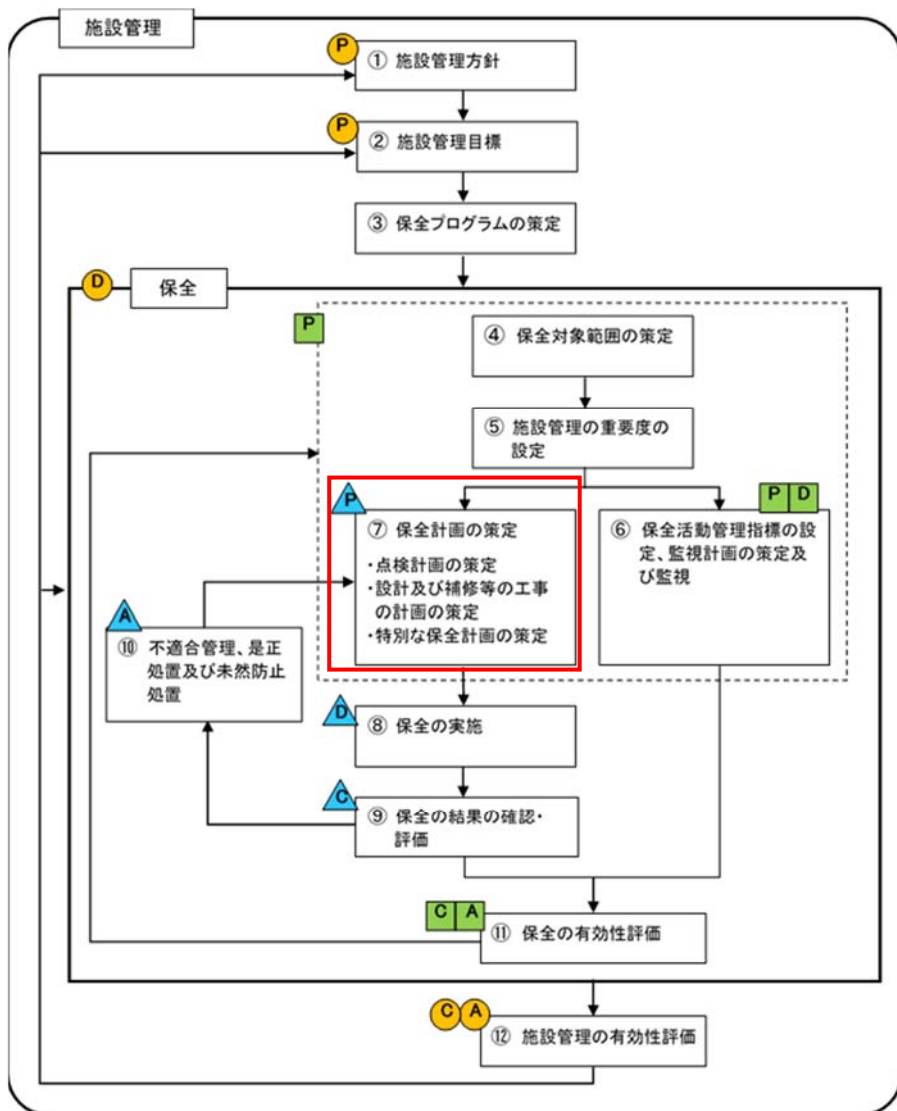 施設管理
P
① 施設管理方針
P
② 施設管理目標
③ 保全プログラムの策定
D
保全
P
④ 保全対象範囲の策定
⑤ 施設管理の重要度の
設定
P
⑦ 保全計画の策定
・点検計画の策定
・設計及び補修等の工事
の計画の策定
・特別な保全計画の策定
P D
⑥ 保全活動管理指標の設
定、監視計画の策定及
び監視
A
⑩ 不適合管理、是正
処置及び未然防止
処置
D
⑧ 保全の実施
C
⑨ 保全の結果の確認・
評価
C A
⑪ 保全の有効性評価
C A
⑫ 施設管理の有効性評価